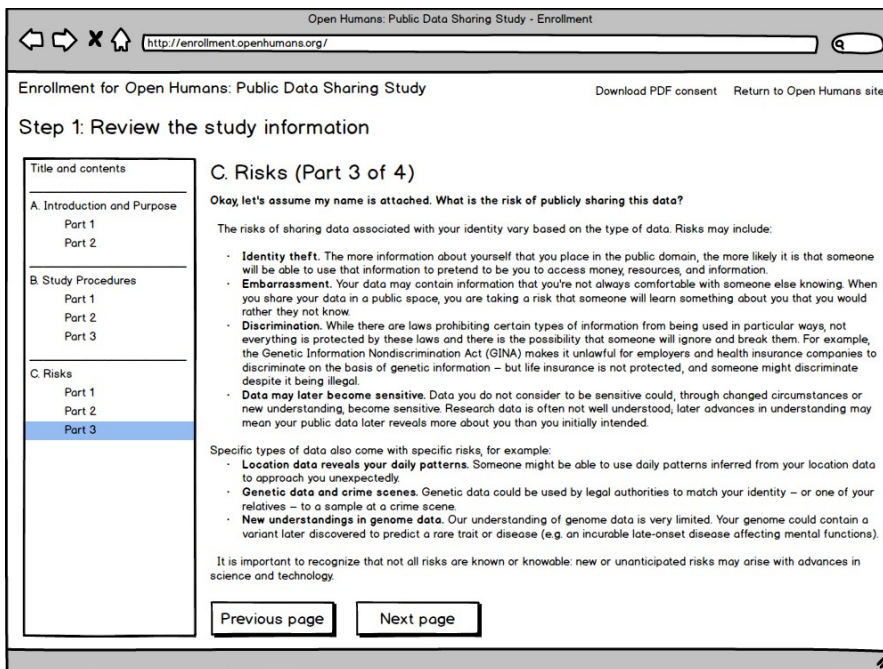 Open Humans: Public Data Sharing Study - Enrollment
http://enrollment.openhumans.org/
Enrollment for Open Humans: Public Data Sharing Study
Download PDF consent
Return to Open Humans site
Step 1: Review the study information
Title and contents
A. Introduction and Purpose
Part 1
Part 2
B. Study Procedures
Part 1
Part 2
Part 3
C. Risks
Part 1
Part 2
Part 3
C. Risks (Part 3 of 4)
Okay, let's assume my name is attached. What is the risk of publicly sharing this data?
The risks of sharing data associated with your identity vary based on the type of data. Risks may include:
· Identity theft. The more information about yourself that you place in the public domain, the more likely it is that someone
will be able to use that information to pretend to be you to access money, resources, and information.
· Embarrassment. Your data may contain information that you're not always comfortable with someone else knowing. When
you share your data in a public space, you are taking a risk that someone will learn something about you that you would
rather they not know.
· Discrimination. While there are laws prohibiting certain types of information from being used in particular ways, not
everything is protected by these laws and there is the possibility that someone will ignore and break them. For example,
the Genetic Information Nondiscrimination Act (GINA) makes it unlawful for employers and health insurance companies to
discriminate on the basis of genetic information – but life insurance is not protected, and someone might discriminate
despite it being illegal.
· Data may later become sensitive. Data you do not consider to be sensitive could, through changed circumstances or
new understanding, become sensitive. Research data is often not well understood; later advances in understanding may
mean your public data later reveals more about you than you initially intended.
Specific types of data also come with specific risks, for example:
· Location data reveals your daily patterns. Someone might be able to use daily patterns inferred from your location data
to approach you unexpectedly.
· Genetic data and crime scenes. Genetic data could be used by legal authorities to match your identity – or one of your
relatives – to a sample at a crime scene.
· New understandings in genome data. Our understanding of genome data is very limited. Your genome could contain a
variant later discovered to predict a rare trait or disease (e.g. an incurable late-onset disease affecting mental functions).
It is important to recognize that not all risks are known or knowable: new or unanticipated risks may arise with advances in
science and technology.
Previous page
Next page